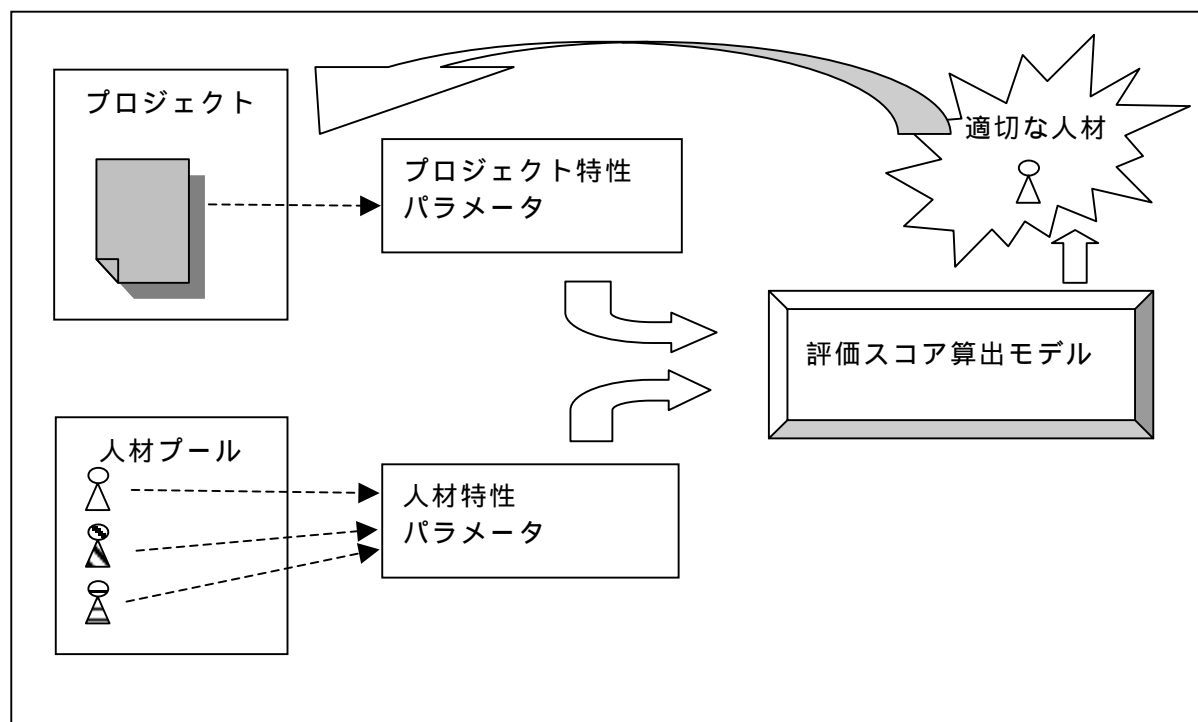 プロジェクト
適切な人材
プロジェクト特性
パラメータ
評価スコア算出モデル
人材プール
人材特性
パラメータ